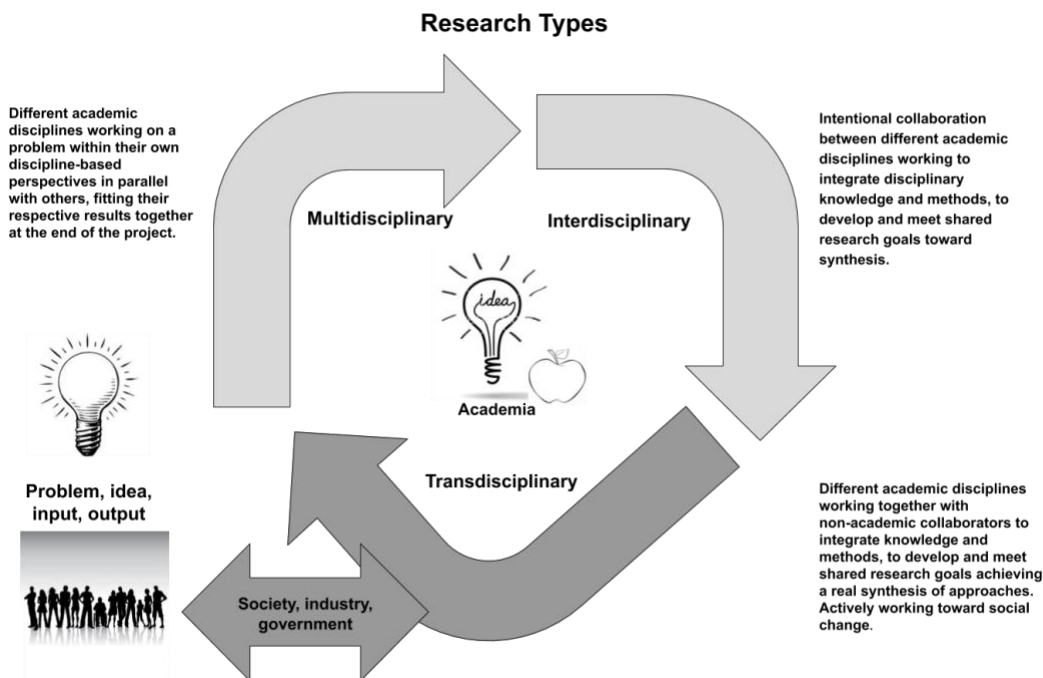 Research Types
Different academic
disciplines working on a
problem within their own
discipline-based
perspectives in parallel
with others, fitting their
respective results together
at the end of the project.
Multidisciplinary
Interdisciplinary
Intentional collaboration
between different academic
disciplines working to
integrate disciplinary
knowledge and methods, to
develop and meet shared
research goals toward
synthesis.
idea
Academia
Transdisciplinary
Problem, idea,
input, output
Society, industry,
government
Different academic disciplines
working together with
non-academic collaborators to
integrate knowledge and
methods, to develop and meet
shared research goals achieving
a real synthesis of approaches.
Actively working toward social
change.